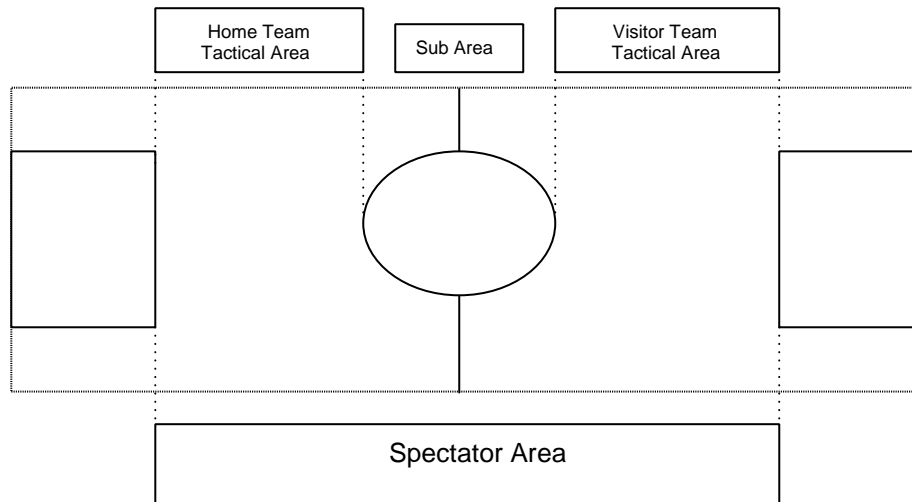 Home Team
Tactical Area
Sub Area
Visitor Team
Tactical Area
Spectator Area